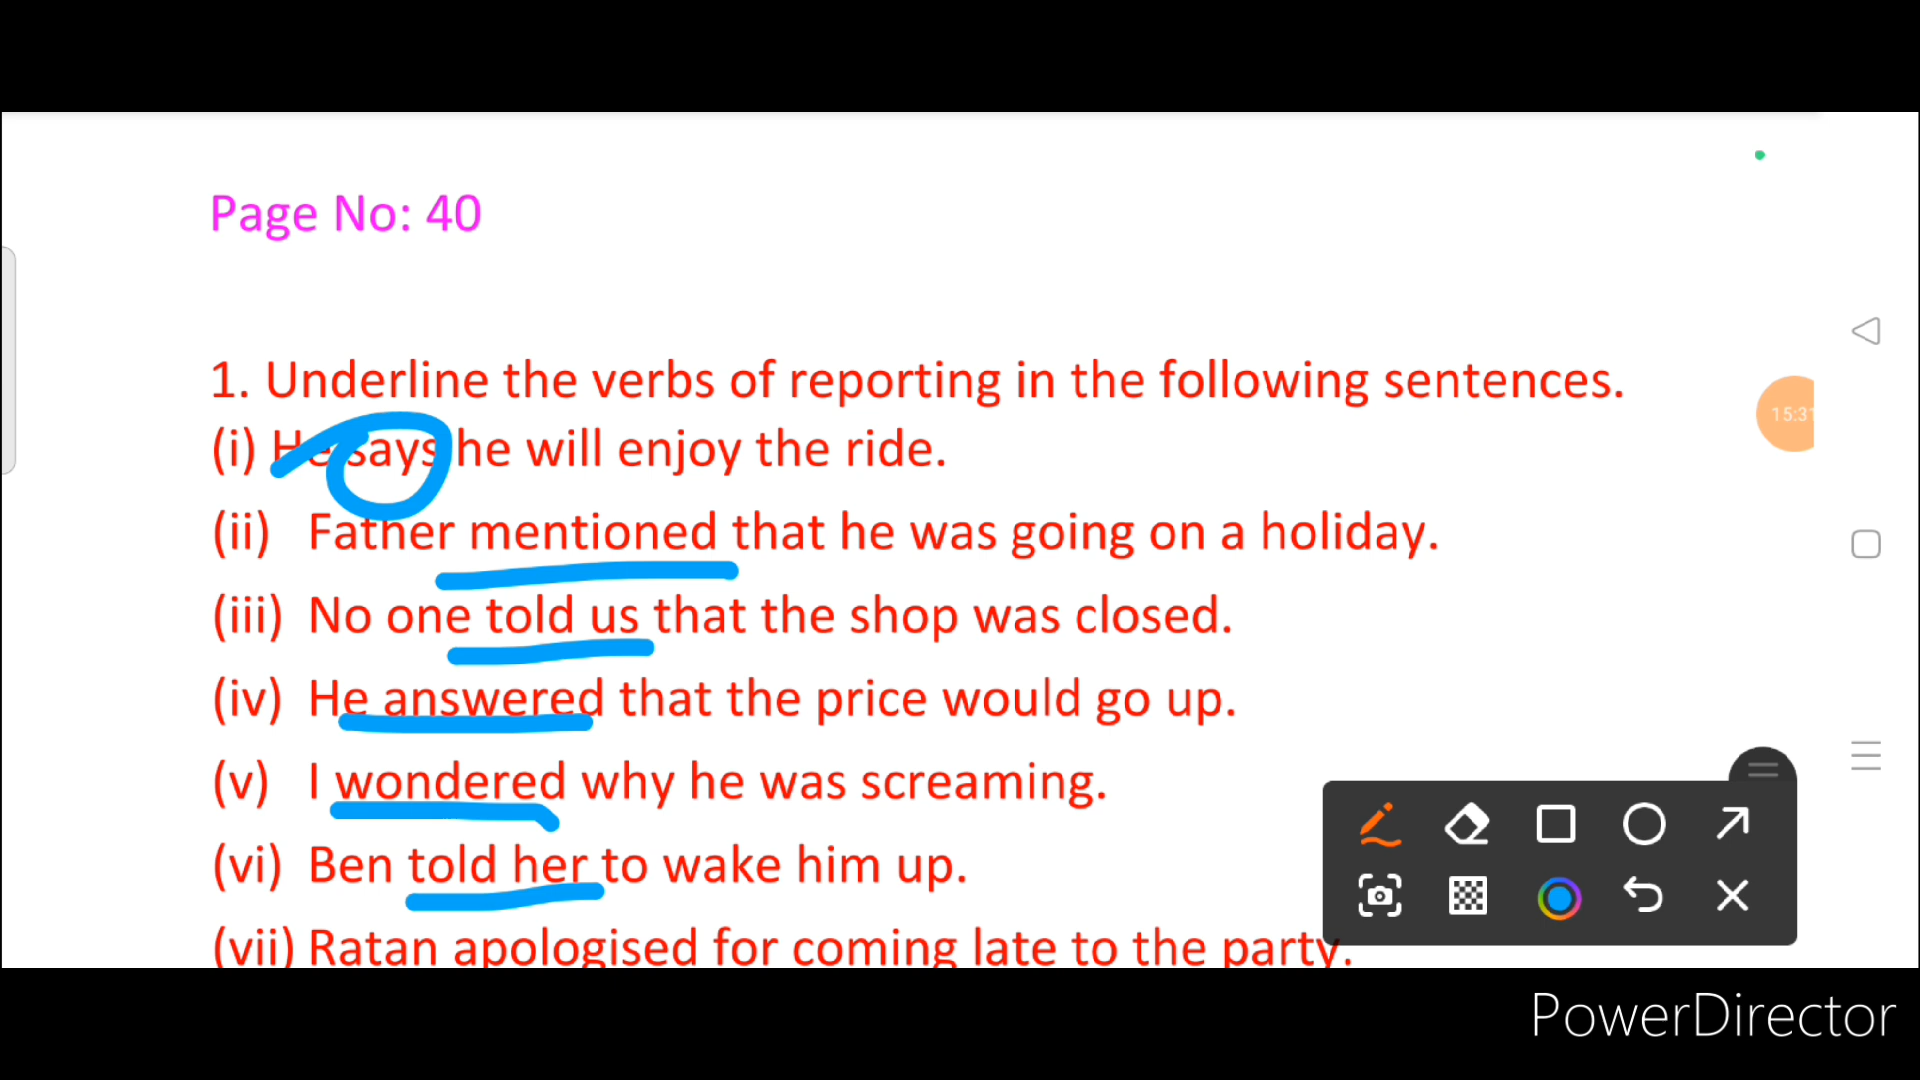 Page No: 40
1. Underline the verbs of reporting in the following sentences.
(i) He says he will enjoy the ride.
(ii) Father mentioned that he was going on a holiday.
15:31
(iii) No one told us that the shop was closed.
(iv) He answered that the price would go up.
(v) I wondered why he was screaming.
(vi) Ben told her to wake him up.
(vii) Ratan apologised for coming late to the party.
PowerDirector